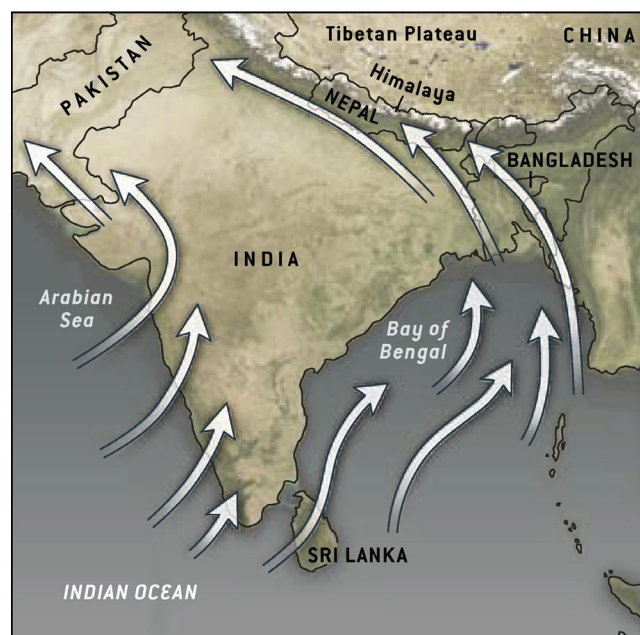 Tibetan Plateau
CHINA
PAKISTAN
Himalaya
NEPAL
BANGLADESH
INDIA
Arabian
Sea
Bay of
Bengal
SRI LANKA
INDIAN OCEAN